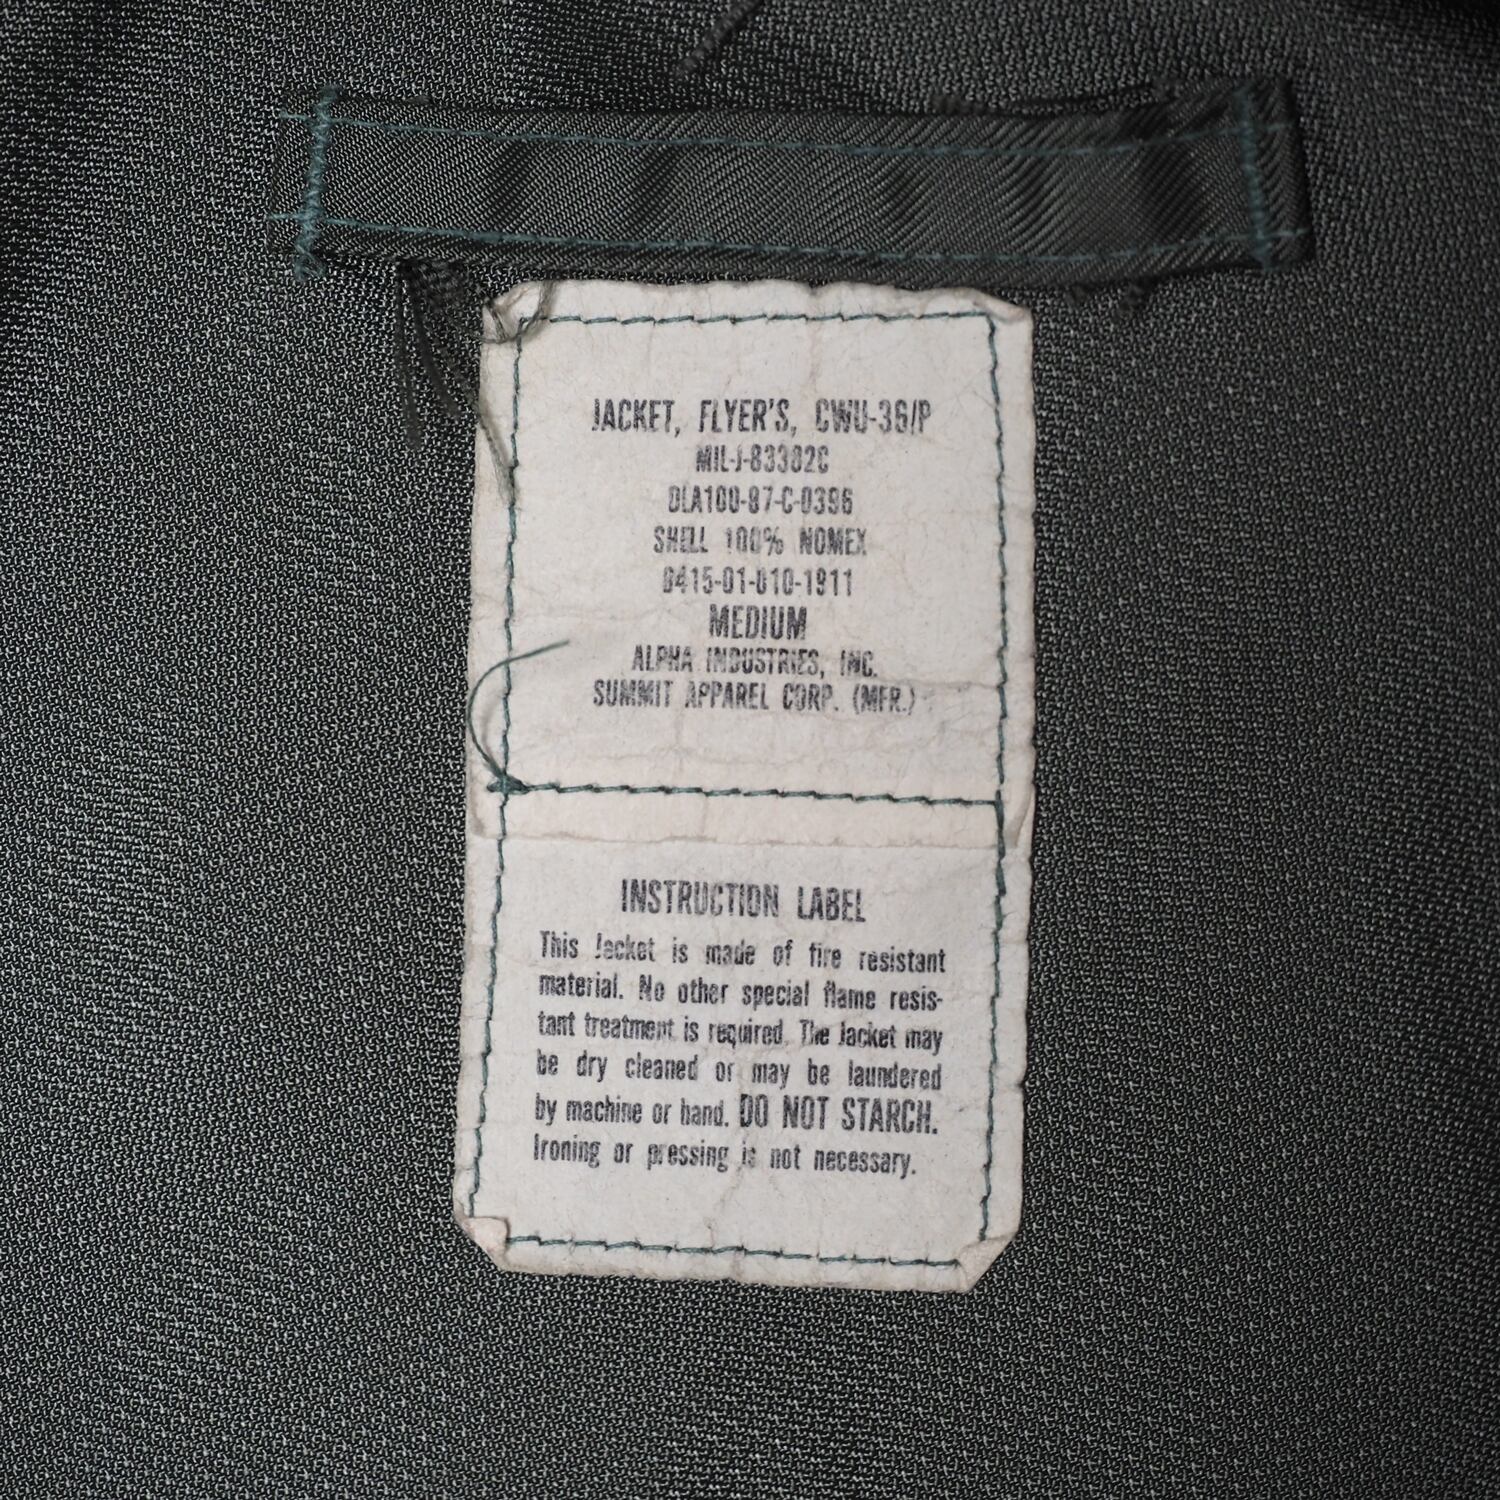 JACKET, FLYER'S, CWU-36/P
MIL-J-83382C
DLA100-87-C-0396
SHELL 100% NOMEX
8415-01-010-1911
MEDIUM
ALPHA INDUSTRIES, INC.
SUMMIT APPAREL CORP. (MFR.)
INSTRUCTION LABEL
This Jacket is made of fire resistant
material. No other special flame resis-
tant treatment is required. The Jacket may
be dry cleaned or may be laundered
by machine or hand. DO NOT STARCH.
Ironing or pressing is not necessary.